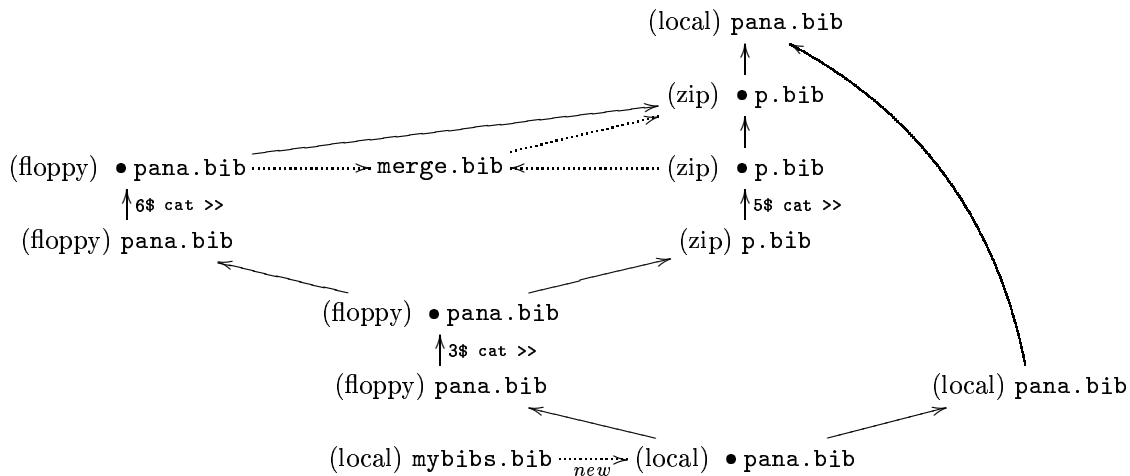 (local) pana.bib
(zip) • p.bib
(floppy) • pana.bib merge.bib (zip) • p.bib
6$ cat >> 5$ cat >>
(floppy) pana.bib (zip) p.bib
(floppy) • pana.bib
3$ cat >>
(floppy) pana.bib (local) pana.bib
(local) mybibs.bib new (local) • pana.bib